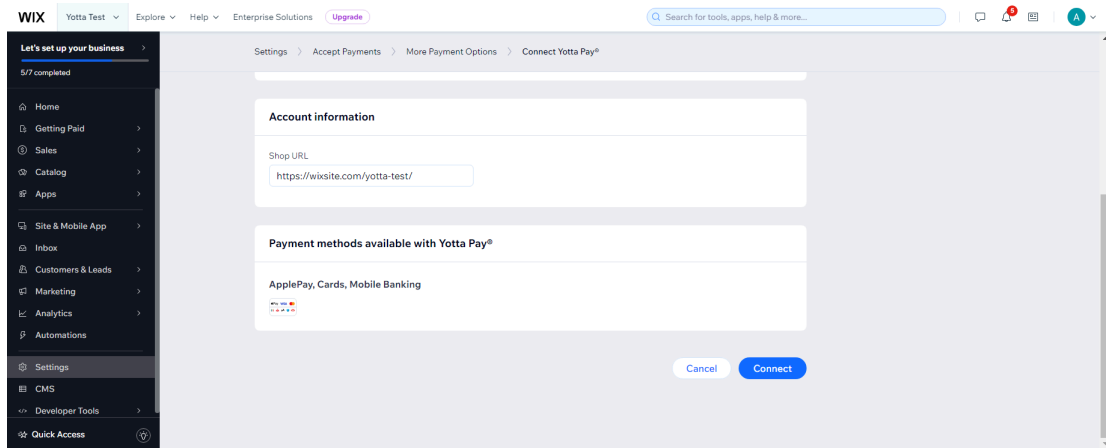 WIX
Yotta Test Explore Help Enterprise Solutions Upgrade Search for tools, apps, help & more... 5 A
Let's set up your business
5/7 completed
Home
Getting Paid
Sales
Catalog
Apps
Site & Mobile App
Inbox
Customers & Leads
Marketing
Analytics
Automations
Settings
CMS
Developer Tools
Quick Access
Settings > Accept Payments > More Payment Options > Connect Yotta Pay®
Account information
Shop URL
https://wixsite.com/yotta-test/
Payment methods available with Yotta Pay®
ApplePay, Cards, Mobile Banking
Cancel Connect